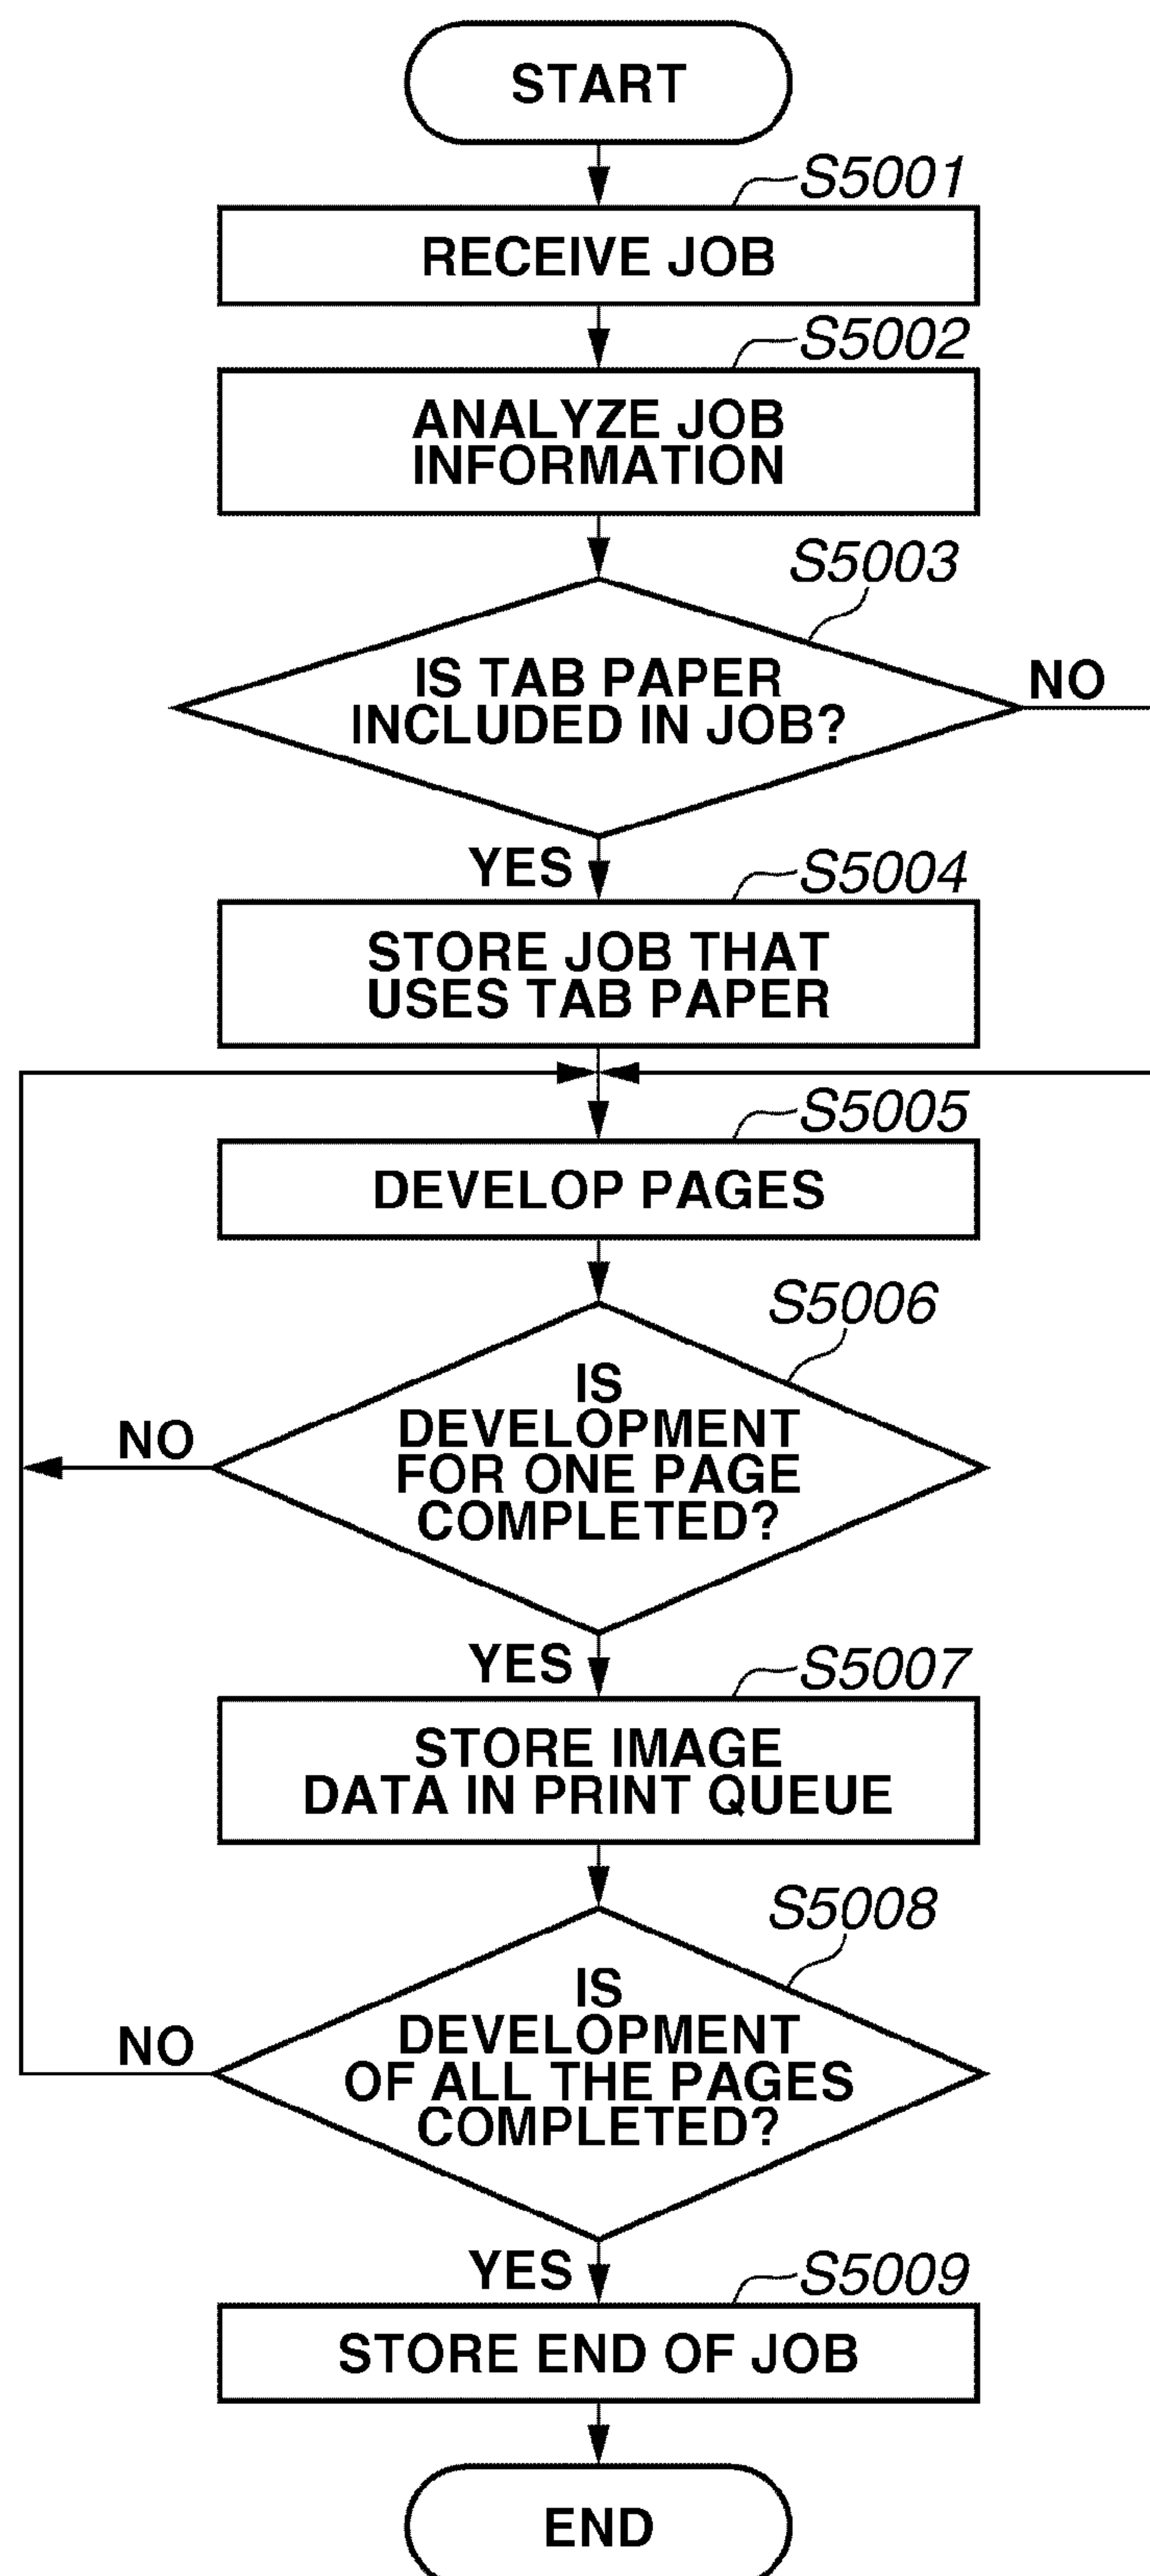 START
S5001
RECEIVE JOB
S5002
ANALYZE JOB
INFORMATION
S5003
IS TAB PAPER
INCLUDED IN JOB?
NO
YES
S5004
STORE JOB THAT
USES TAB PAPER
S5005
DEVELOP PAGES
S5006
IS
DEVELOPMENT
FOR ONE PAGE
COMPLETED?
NO
YES
S5007
STORE IMAGE
DATA IN PRINT QUEUE
S5008
IS
DEVELOPMENT
OF ALL THE PAGES
COMPLETED?
NO
YES
S5009
STORE END OF JOB
END